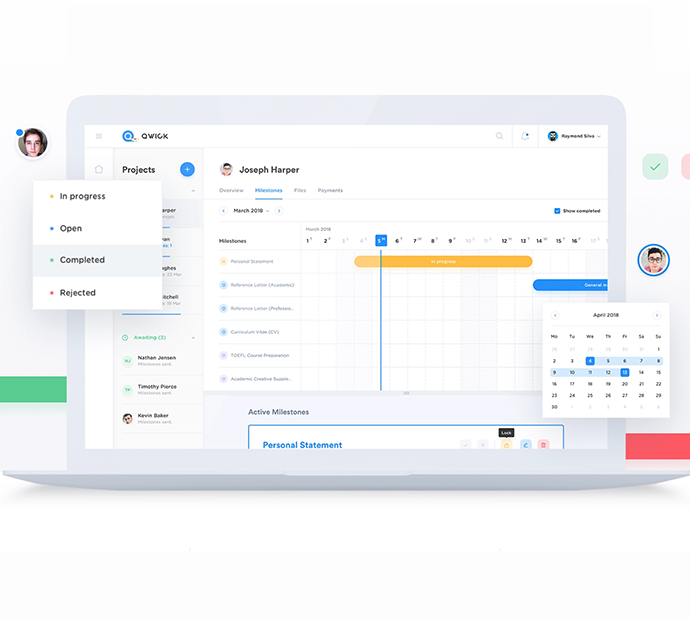 QWICK
Raymond Silva
Projects
Joseph Harper
Overview Milestones Files Payments
March 2018
Show completed
In progress
Open
Completed
Rejected
Milestones
March 2018
1 2 3 4 5 6 7 8 9 10 11 12 13 14 15 16
Personal Statement
In progress
Reference Letter (Academic)
General m
Reference Letter (Professio...
Curriculum Vitae (CV)
TOEFL Course Preparation
Academic Creative Supple...
Awaiting (3)
NJ
Nathan Jensen
Milestones sent.
TP
Timothy Pierce
Milestones sent.
Kevin Baker
Milestones sent.
Active Milestones
Lock
Personal Statement
April 2018
Mo Tu We Th Fr Sa Su
26 27 28 29 30 31 1
2 3 4 5 6 7 8
9 10 11 12 13 14 15
16 17 18 19 20 21 22
23 24 25 26 27 28 29
30 1 2 3 4 5 6